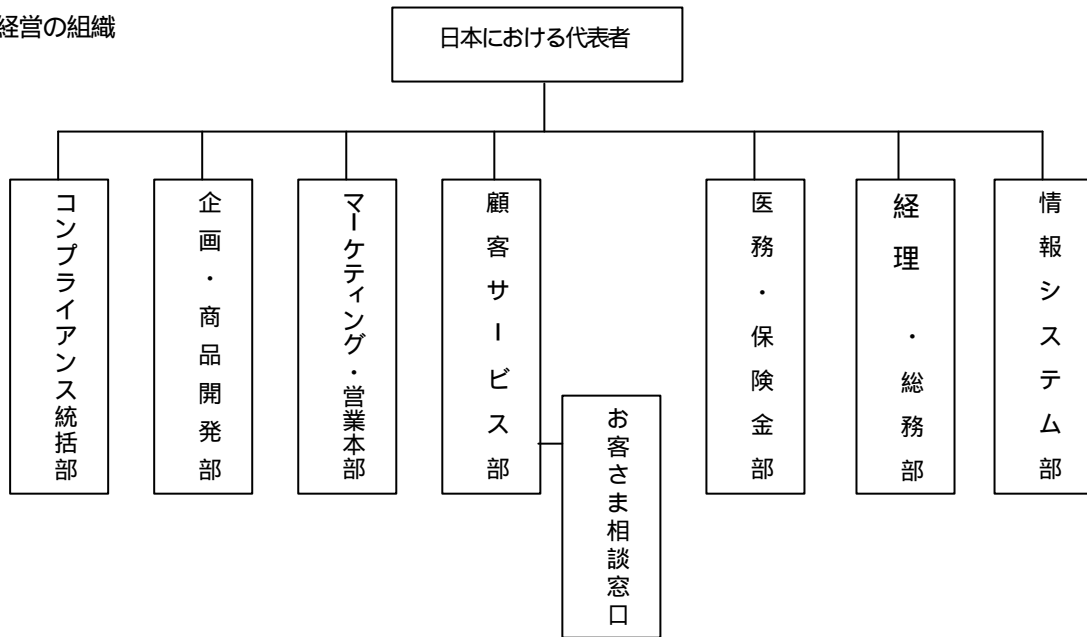 経営の組織
日本における代表者
コンプライアンス統括部
企画・商品開発部
マーケティング・営業本部
顧客サービス部
お客さま相談窓口
医務・保険金部
経理・総務部
情報システム部